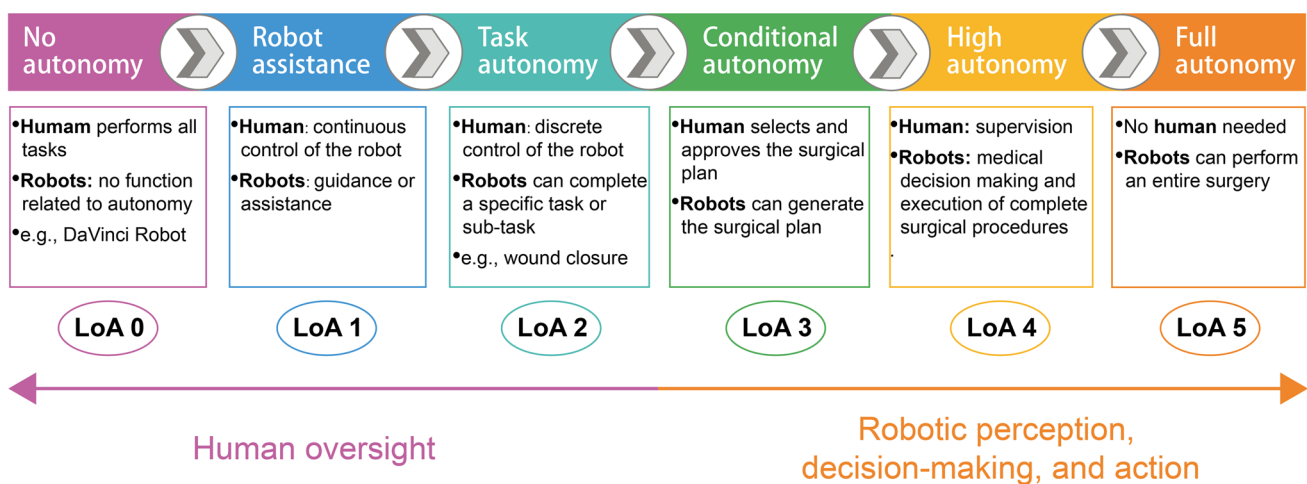 No
autonomy
Robot
assistance
Task
autonomy
Conditional
autonomy
High
autonomy
Full
autonomy
•Humam performs all
tasks
•Robots: no function
related to autonomy
•e.g., DaVinci Robot
•Human: continuous
control of the robot
•Robots: guidance or
assistance
•Human: discrete
control of the robot
•Robots can complete
a specific task or
sub-task
•e.g., wound closure
•Human selects and
approves the surgical
plan
•Robots can generate
the surgical plan
•Human: supervision
•Robots: medical
decision making and
execution of complete
surgical procedures
.
•No human needed
•Robots can perform
an entire surgery
LoA 0
LoA 1
LoA 2
LoA 3
LoA 4
LoA 5
Human oversight
Robotic perception,
decision-making, and action